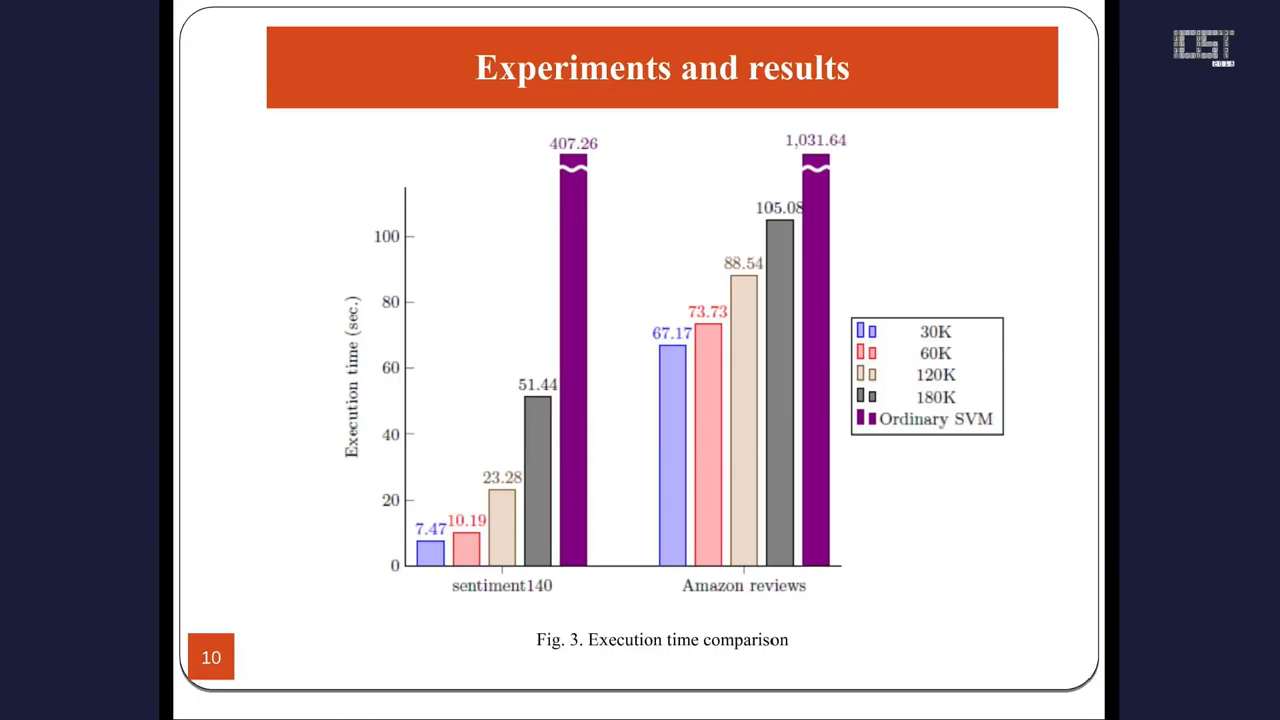 Experiments and results
407.26
1,031.64
105.08
100
88.54
80
73.73
67.17
60
51.44
40
23.28
20
10.19
7.47
0
Execution time (sec.)
sentiment140
Amazon reviews
30K
60K
120K
180K
Ordinary SVM
Fig. 3. Execution time comparison
10
2018